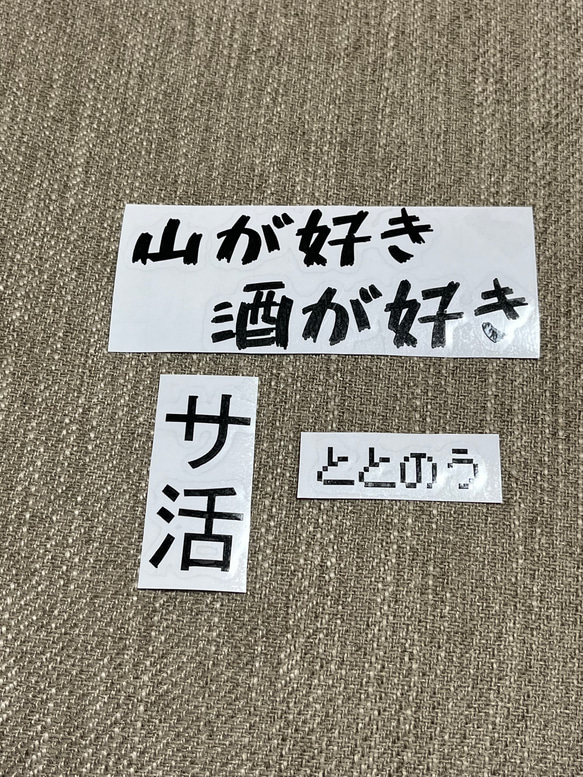 山が好き
酒が好き
サ活
ととのう